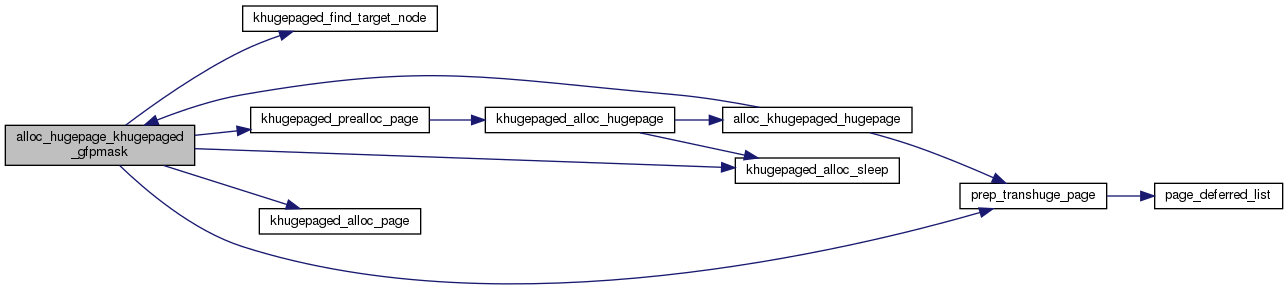 khugepaged_find_target_node
alloc_hugepage_khugepaged
_gfpmask
khugepaged_prealloc_page
khugepaged_alloc_hugepage
alloc_khugepaged_hugepage
khugepaged_alloc_sleep
khugepaged_alloc_page
prep_transhuge_page
page_deferred_list